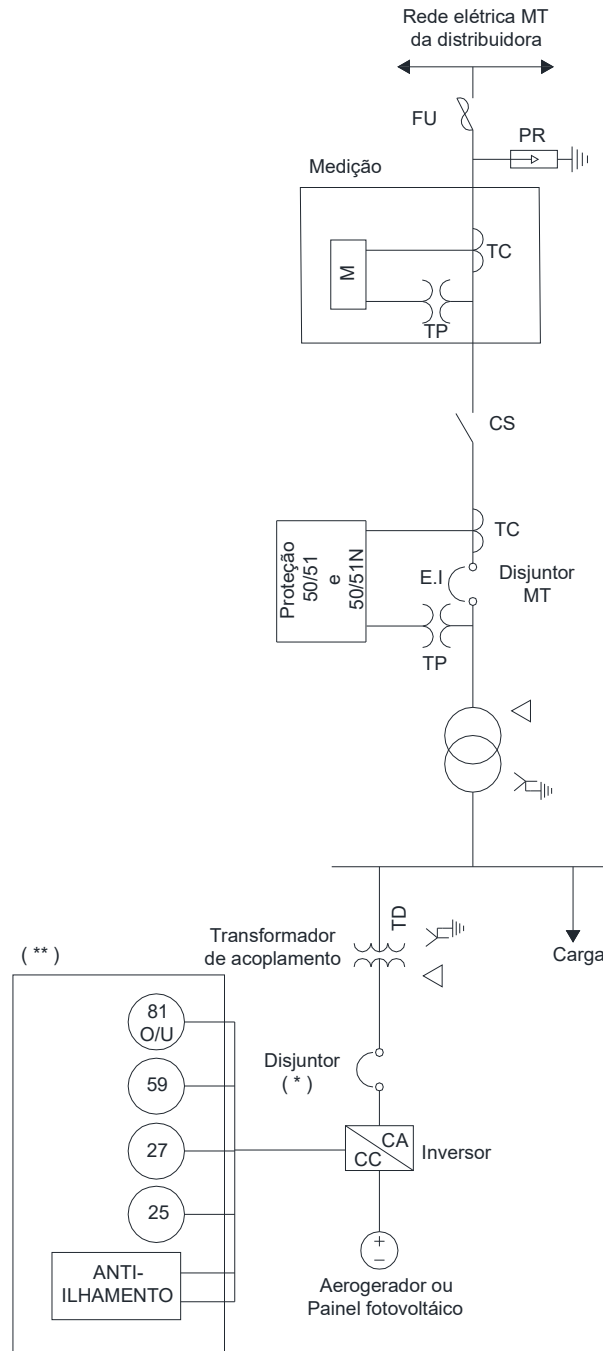 Rede elétrica MT
da distribuidora
FU
PR
Medição
TC
M
TP
CS
TC
Proteção
50/51
e
50/51N
E.I
Disjuntor
MT
TP
TD
Transformador
de acoplamento
Carga
( ** )
81
O/U
59
27
25
ANTI-
ILHAMENTO
Disjuntor
( * )
CA
CC
Inversor
+
−
Aerogerador ou
Painel fotovoltáico